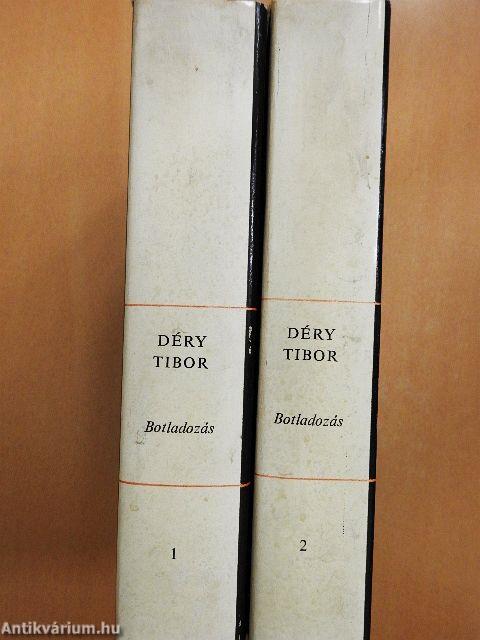 DÉRY
TIBOR
Botladozás
1
DÉRY
TIBOR
Botladozás
2
Antikvárium.hu